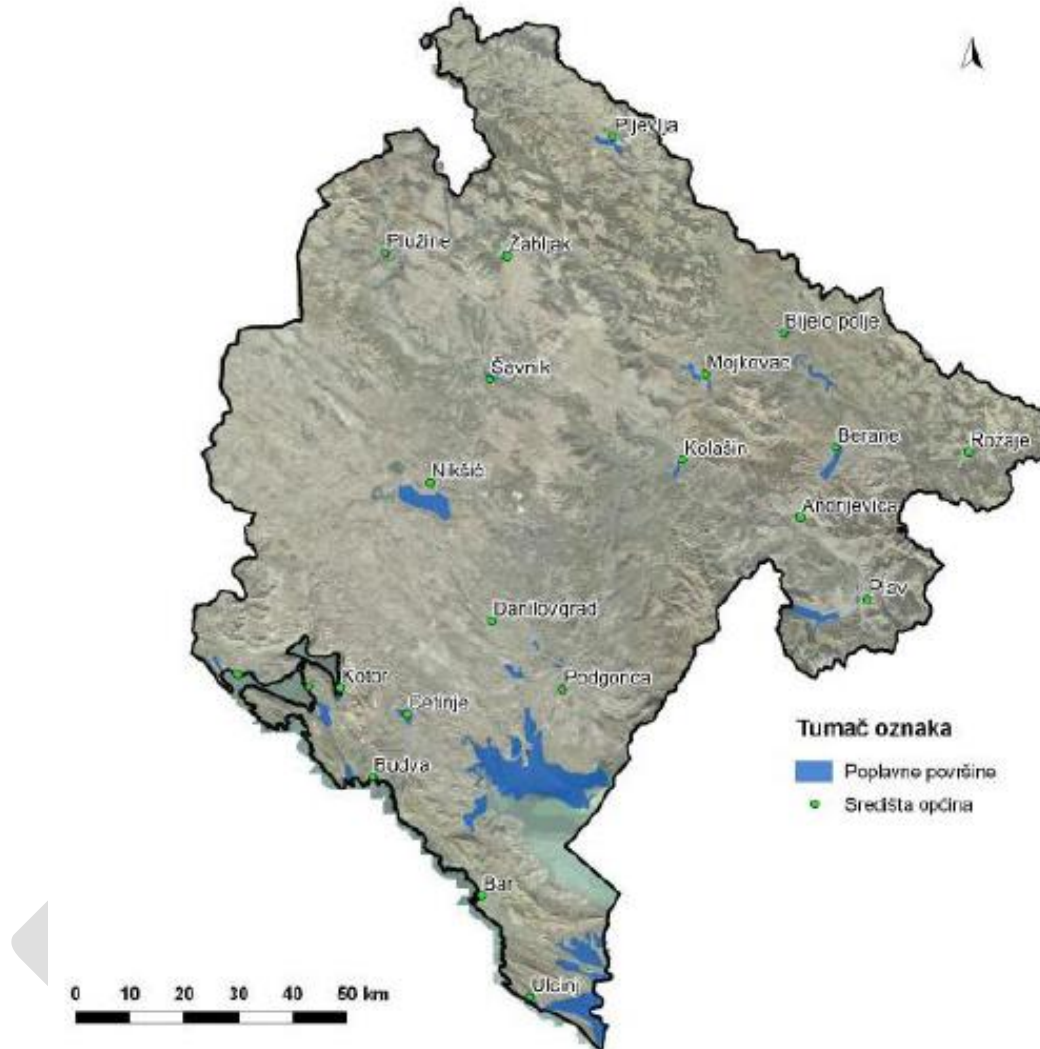 Pljevlja
Plužine
Žabljak
Bijelo polje
Mojkovac
Šavnik
Berane
Rožaje
Kolašin
Nikšić
Andrijevica
Plav
Danilovgrad
Kotor
Podgorica
Cetinje
Tumač oznaka
Budva
Poplavne površine
Središta općina
Bar
Ulcinj
0 10 20 30 40 50 km